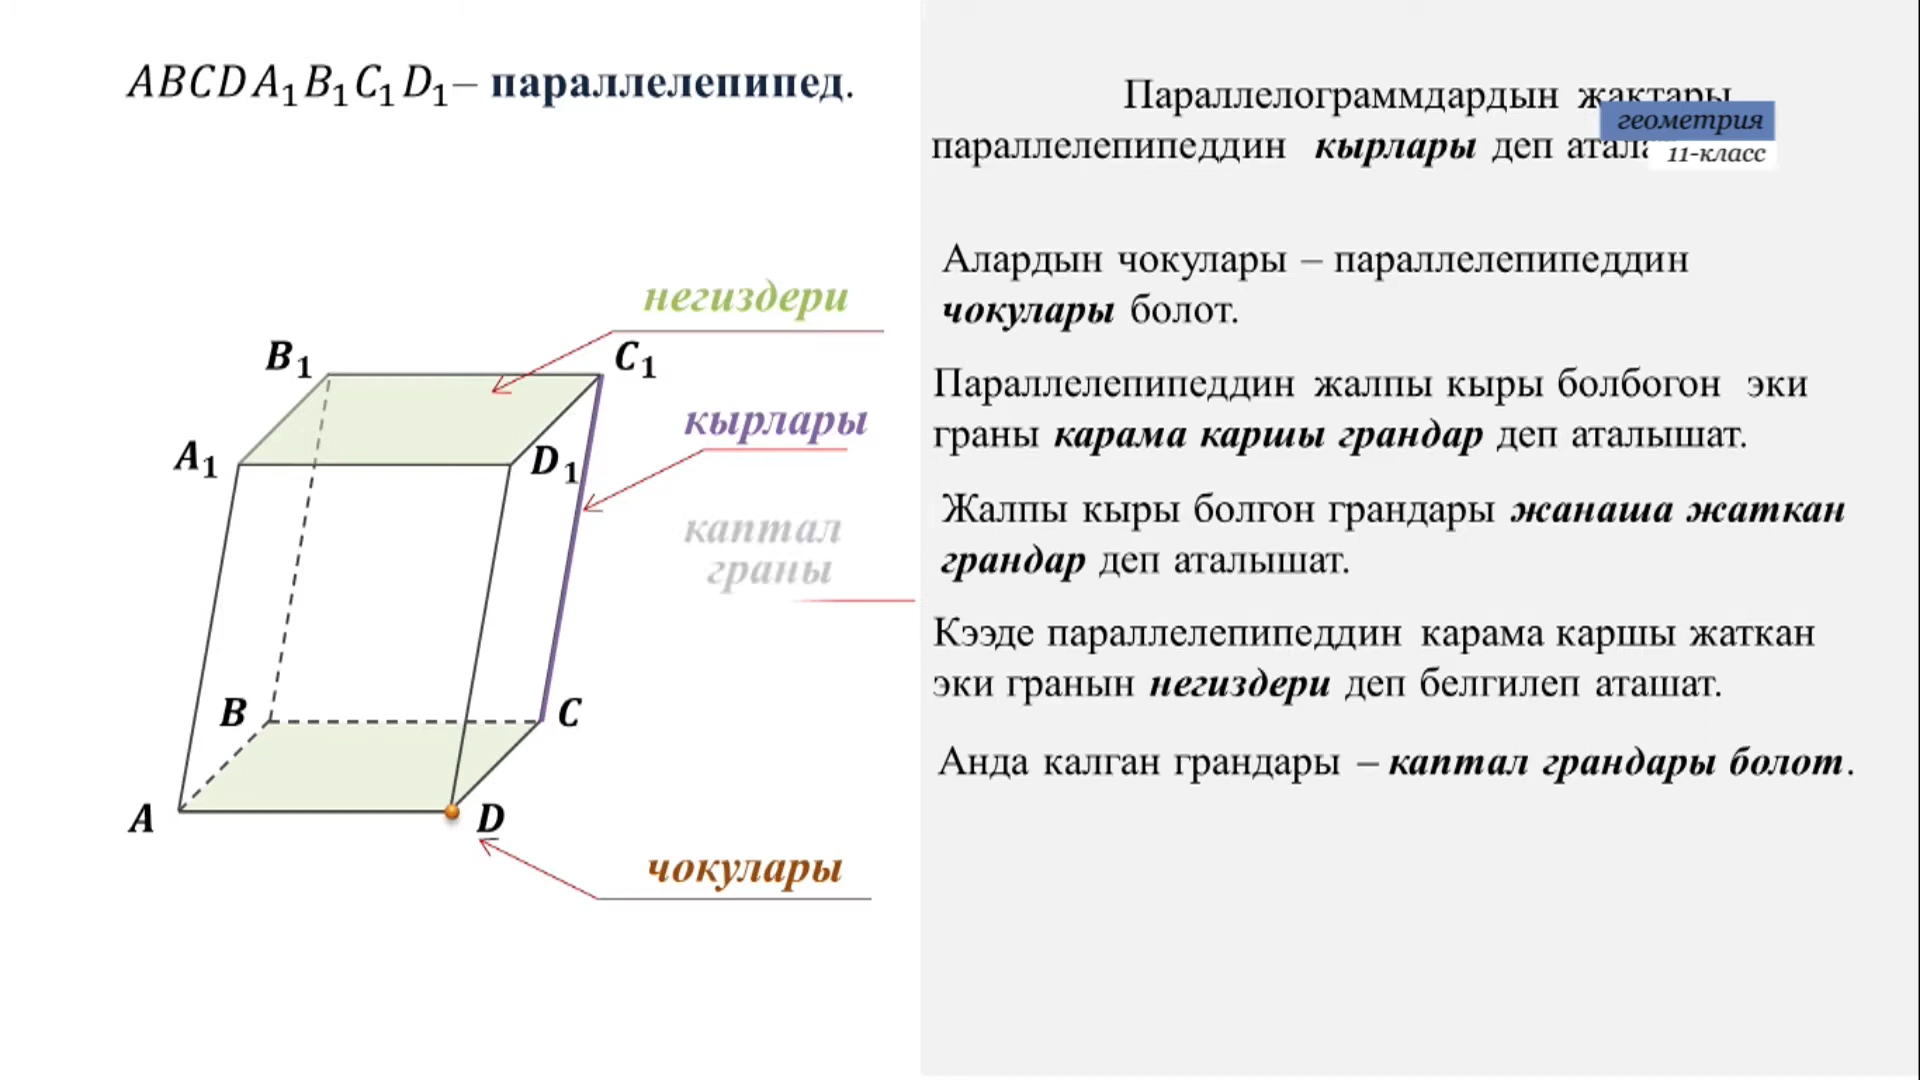 ABCDA₁B₁C₁D₁– параллелепипед.
негиздери
B₁
C₁
кырлары
A₁
D₁
каптал
граны
B
C
A
D
чокулары
Параллелограммдардын жактары
геометрия
параллелепипеддин кырлары деп
11-класс
Алардын чокулары – параллелепипеддин
чокулары болот.
Параллелепипеддин жалпы кыры болбогон эки
граны карама каршы грандар деп аталышат.
Жалпы кыры болгон грандары жанаша жаткан
грандар деп аталышат.
Кээде параллелепипеддин карама каршы жаткан
эки гранын негиздери деп белгилеп аташат.
Анда калган грандары – каптал грандары болот.